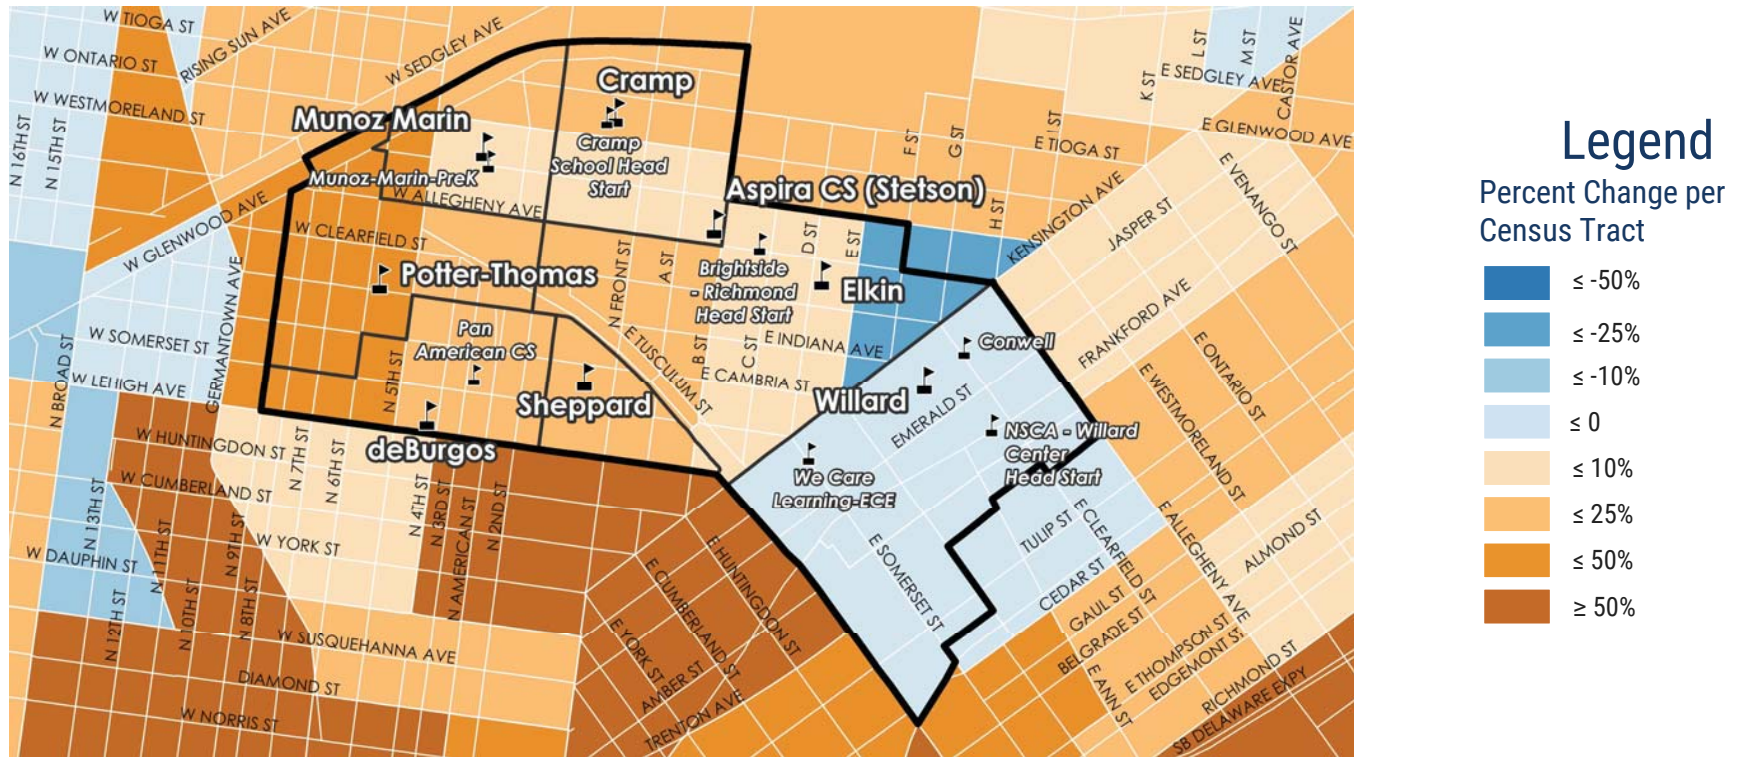 W TIOGA ST
RISING SUN AVE
W ONTARIO ST
W SEDGLEY AVE
W WESTMORELAND ST
N 16TH ST
N 15TH ST
L ST
M ST
CASTOR AVE
E SEDGLEY AVE
K ST
E GLENWOOD AVE
I ST
F ST
G ST
E TIOGA ST
H ST
Cramp
Munoz Marin
Cramp
School Head
Start
Munoz-Marin-PreK
W ALLEGHENY AVE
Aspira CS (Stetson)
KENSINGTON AVE
JASPER ST
E VENANGO ST
W GLENWOOD AVE
W CLEARFIELD ST
GERMANTOWN AVE
Potter-Thomas
N FRONT ST
A ST
D ST
E ST
Brightside
- Richmond
Head Start
Elkin
FRANKFORD AVE
N BROAD ST
W SOMERSET ST
W LEHIGH AVE
Pan
American CS
E TUSCULUM ST
B ST
C ST
E INDIANA AVE
E CAMBRIA ST
Conwell
E ONTARIO ST
E WESTMORELAND ST
N 5TH ST
Sheppard
Willard
EMERALD ST
deBurgos
NSCA - Willard
Center
Head Start
We Care
Learning-ECE
W HUNTINGDON ST
N 7TH ST
N 6TH ST
W CUMBERLAND ST
N 13TH ST
N 11TH ST
N 9TH ST
N 4TH ST
N 3RD ST
N AMERICAN ST
N 2ND ST
W YORK ST
W DAUPHIN ST
N 12TH ST
N 10TH ST
N 8TH ST
E HUNTINGDON ST
E CUMBERLAND ST
E YORK ST
AMBER ST
TRENTON AVE
E SOMERSET ST
TULIP ST
E CLEARFIELD ST
CEDAR ST
E ALLEGHENY AVE
ALMOND ST
GAUL ST
BELGRADE ST
E THOMPSON ST
EDGEMONT ST
E ANN ST
RICHMOND ST
SB DELAWARE EXPY
W SUSQUEHANNA AVE
DIAMOND ST
W NORRIS ST
Legend
Percent Change per
Census Tract
≤ -50%
≤ -25%
≤ -10%
≤ 0
≤ 10%
≤ 25%
≤ 50%
≥ 50%